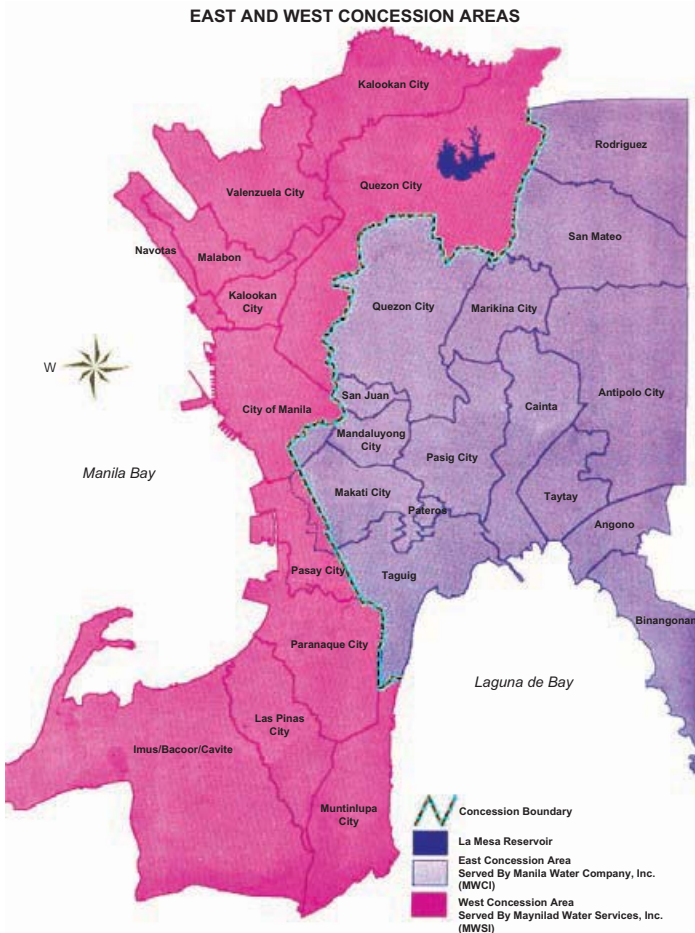 EAST AND WEST CONCESSION AREAS
Kalookan City
Rodriguez
Valenzuela City
Quezon City
San Mateo
Navotas
Malabon
Kalookan
City
Quezon City
Marikina City
W
San Juan
Antipolo City
City of Manila
Cainta
Mandaluyong
City
Pasig City
Manila Bay
Makati City
Taytay
Pateros
Angono
Pasay City
Taguig
Binangonan
Paranaque City
Laguna de Bay
Las Pinas
City
Imus/Bacoor/Cavite
Muntinlupa
City
Concession Boundary
La Mesa Reservoir
East Concession Area
Served By Manila Water Company, Inc.
(MWCI)
West Concession Area
Served By Maynilad Water Services, Inc.
(MWSI)